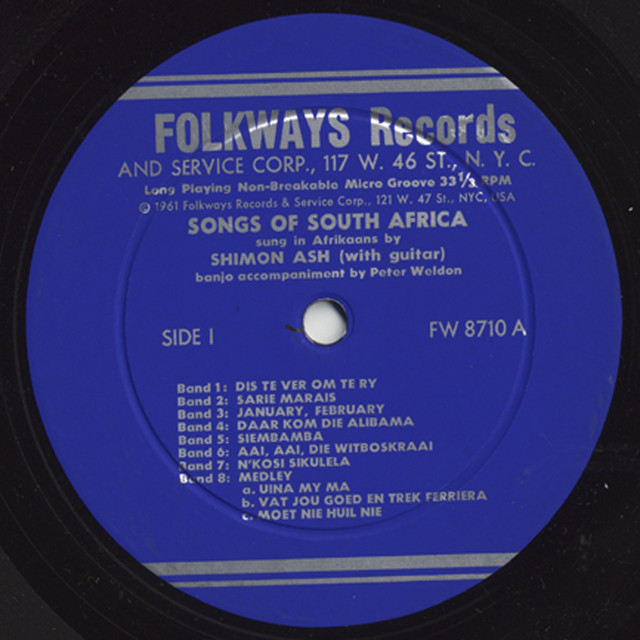 FOLKWAYS Records
AND SERVICE CORP., 117 W. 46 ST., N. Y. C.
Long Playing Non-Breakable Micro Groove 33 1/3 RPM
© 1961 Folkways Records & Service Corp., 121 W. 47 St., NYC, USA
SONGS OF SOUTH AFRICA
sung in Afrikaans by
SHIMON ASH (with guitar)
banjo accompaniment by Peter Weldon
SIDE I
FW 8710 A
Band 1: DIS TE VER OM TE RY
Band 2: SARIE MARAIS
Band 3: JANUARY, FEBRUARY
Band 4: DAAR KOM DIE ALIBAMA
Band 5: SIEMBAMBA
Band 6: AAI, AAI, DIE WITBOSKRAAI
Band 7: N'KOSI SIKULELA
Band 8: MEDLEY
a. UINA MY MA
b. VAT JOU GOED EN TREK FERRIERA
c. MOET NIE HUIL NIE